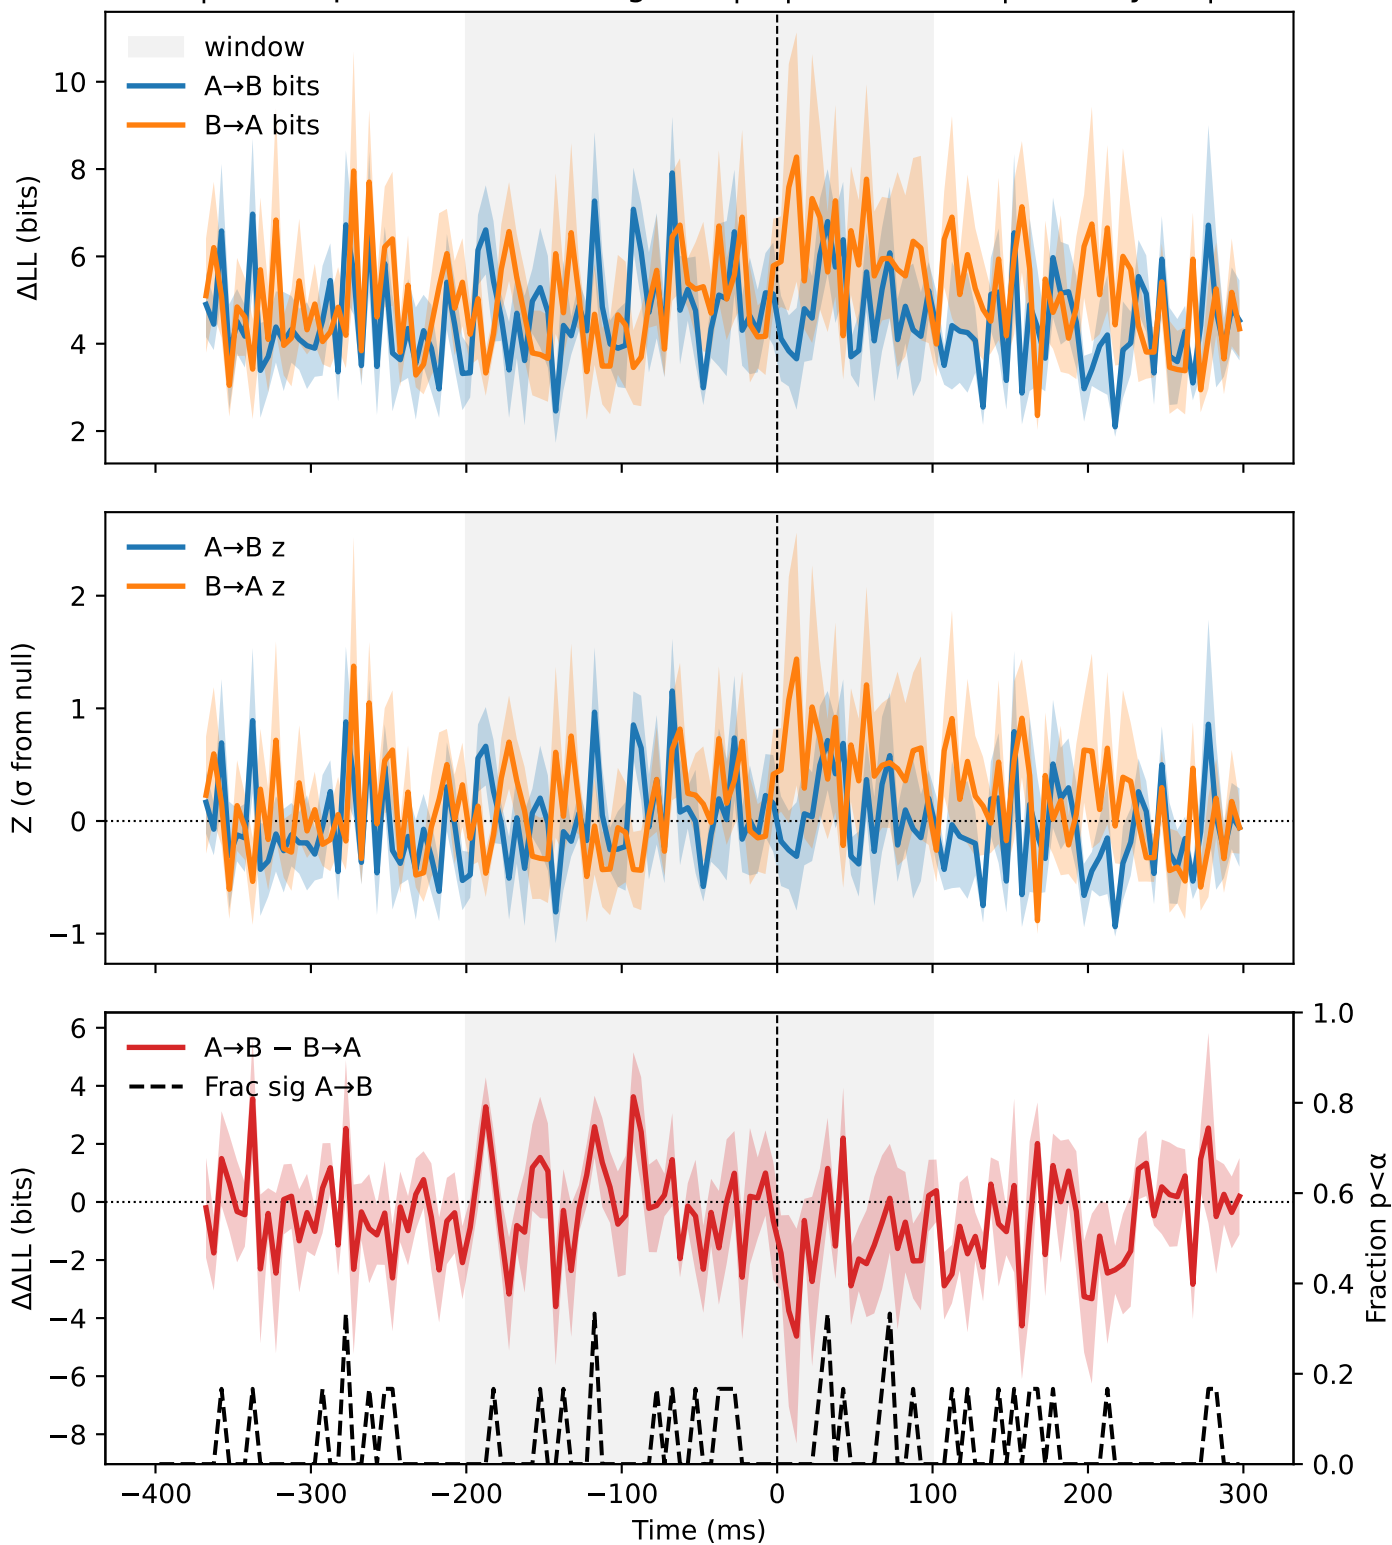 window
A→B bits
B→A bits
10
8
6
4
2
ΔLL (bits)
A→B z
B→A z
2
1
0
−1
Z (σ from null)
A→B − B→A
Frac sig A→B
6
4
2
0
−2
−4
−6
−8
ΔΔLL (bits)
1.0
0.8
0.6
0.4
0.2
0.0
Fraction p<α
−400 −300 −200 −100 0 100 200 300
Time (ms)